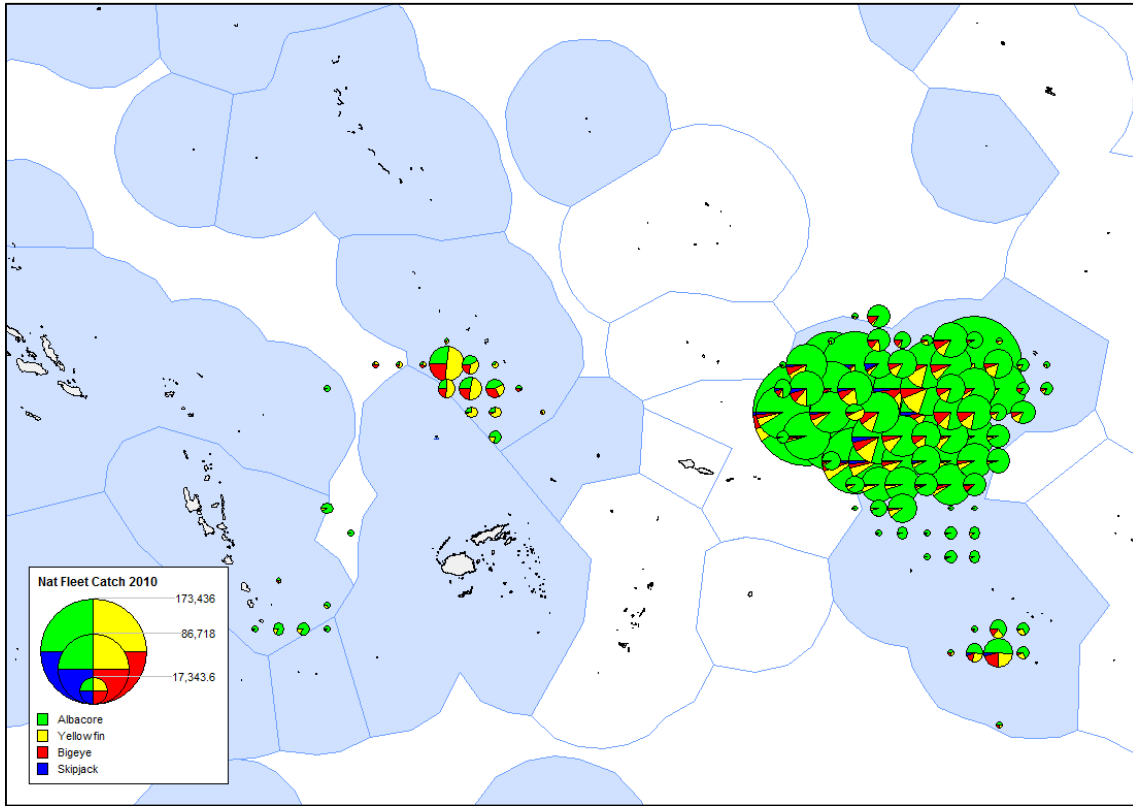 Nat Fleet Catch 2010
173,436
86,718
17,343.6
Albacore
Yellowfin
Bigeye
Skipjack